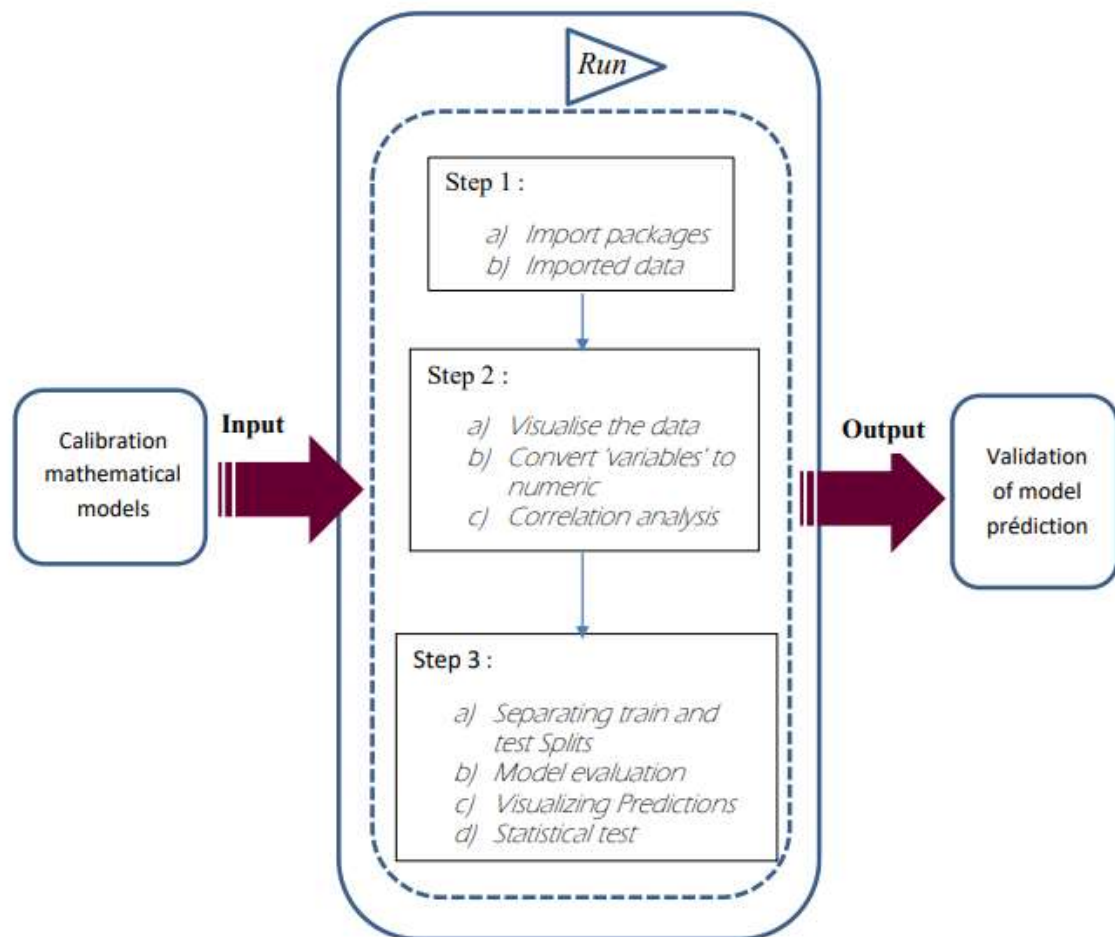 Run
Step 1 :
a) Import packages
b) Imported data
Step 2 :
a) Visualise the data
b) Convert 'variables' to
numeric
c) Correlation analysis
Step 3 :
a) Separating train and
test Splits
b) Model evaluation
c) Visualizing Predictions
d) Statistical test
Calibration
mathematical
models
Input
Output
Validation
of model
prédiction